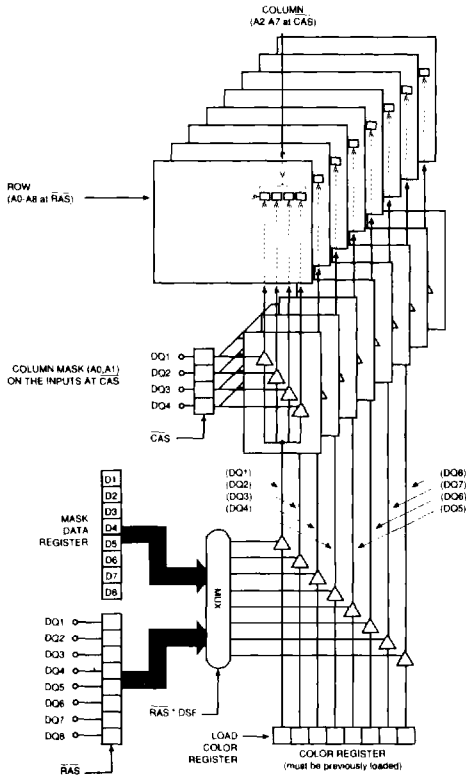 COLUMN
(A2-A7 at CAS)
ROW
(A0-A8 at RAS)
COLUMN MASK (A0,A1)
ON THE INPUTS AT CAS
DQ1
DQ2
DQ3
DQ4
CAS
(DQ1)
(DQ2)
(DQ3)
(DQ4)
(DQ8)
(DQ7)
(DQ6)
(DQ5)
MASK
DATA
REGISTER
D1
D2
D3
D4
D5
D6
D7
D8
MUX
DQ1
DQ2
DQ3
DQ4
DQ5
DQ6
DQ7
DQ8
RAS
RAS * DSF
LOAD
COLOR
REGISTER
COLOR REGISTER
(must be previously loaded)